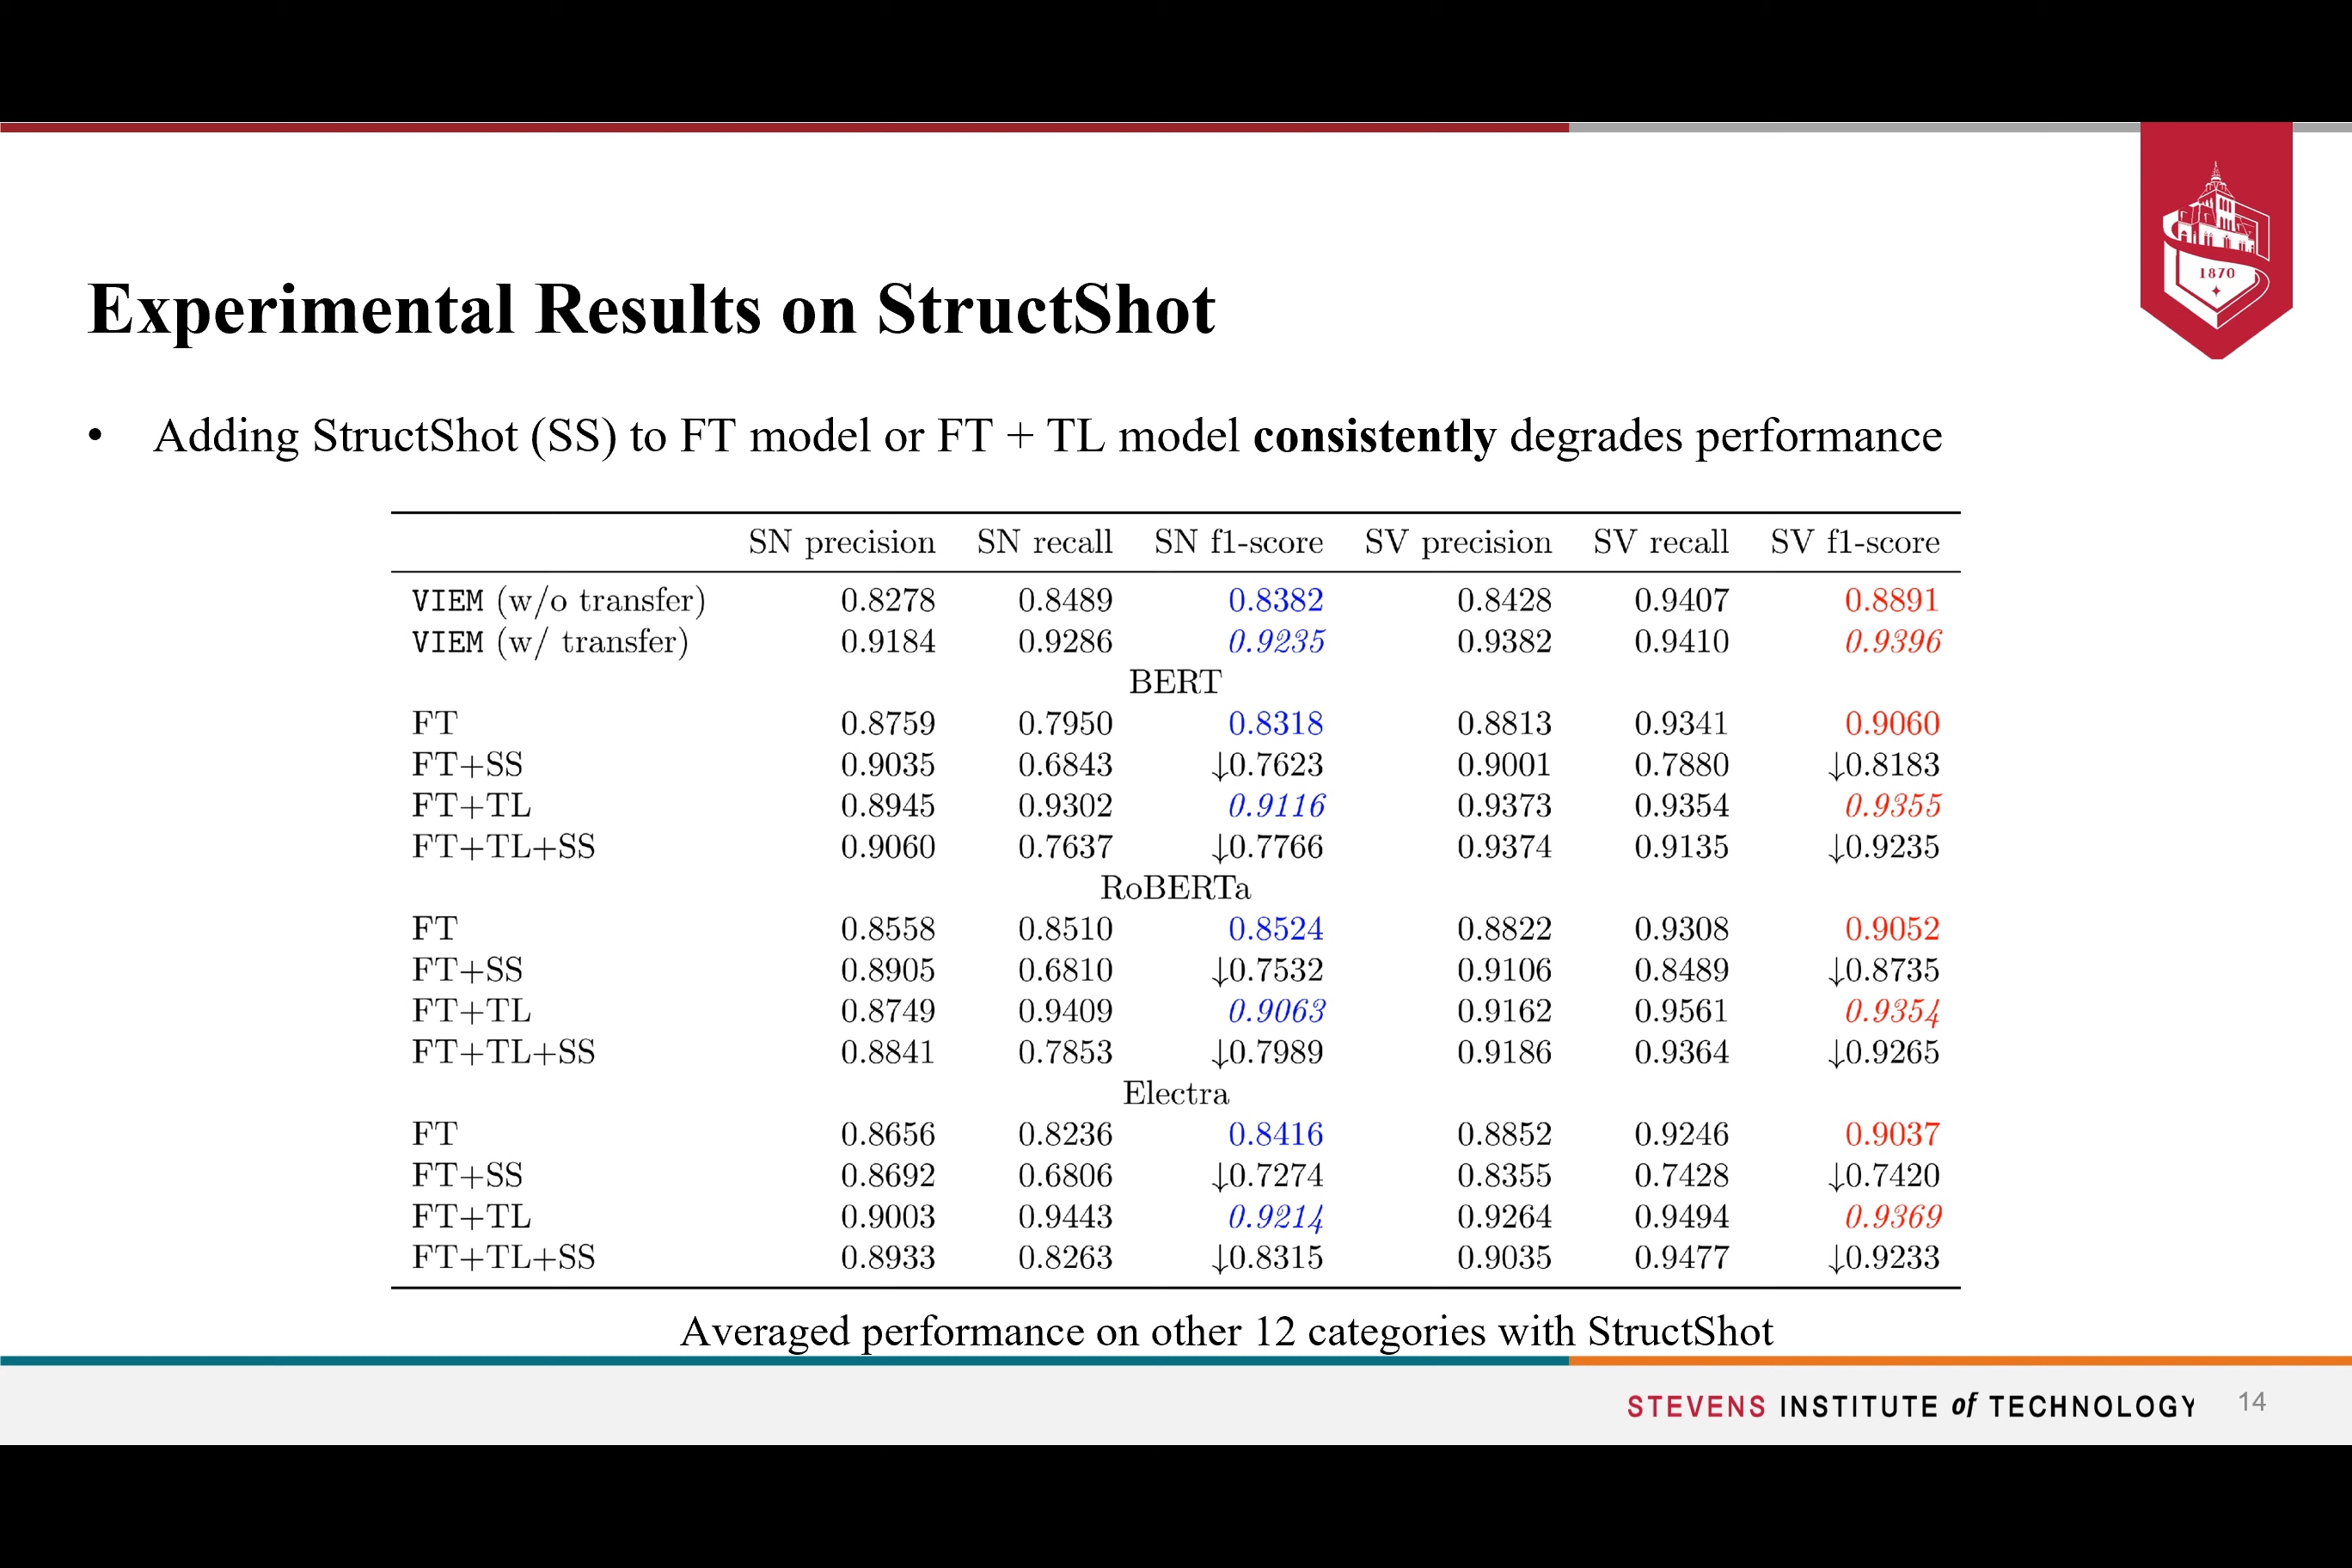 1870
Experimental Results on StructShot
• Adding StructShot (SS) to FT model or FT + TL model consistently degrades performance
SN precision SN recall SN f1-score SV precision SV recall SV f1-score
VIEM (w/o transfer) 0.8278 0.8489 0.8382 0.8428 0.9407 0.8891
VIEM (w/ transfer) 0.9184 0.9286 0.9235 0.9382 0.9410 0.9396
BERT
FT 0.8759 0.7950 0.8318 0.8813 0.9341 0.9060
FT+SS 0.9035 0.6843 ↓0.7623 0.9001 0.7880 ↓0.8183
FT+TL 0.8945 0.9302 0.9116 0.9373 0.9354 0.9355
FT+TL+SS 0.9060 0.7637 ↓0.7766 0.9374 0.9135 ↓0.9235
RoBERTa
FT 0.8558 0.8510 0.8524 0.8822 0.9308 0.9052
FT+SS 0.8905 0.6810 ↓0.7532 0.9106 0.8489 ↓0.8735
FT+TL 0.8749 0.9409 0.9063 0.9162 0.9561 0.9354
FT+TL+SS 0.8841 0.7853 ↓0.7989 0.9186 0.9364 ↓0.9265
Electra
FT 0.8656 0.8236 0.8416 0.8852 0.9246 0.9037
FT+SS 0.8692 0.6806 ↓0.7274 0.8355 0.7428 ↓0.7420
FT+TL 0.9003 0.9443 0.9214 0.9264 0.9494 0.9369
FT+TL+SS 0.8933 0.8263 ↓0.8315 0.9035 0.9477 ↓0.9233
Averaged performance on other 12 categories with StructShot
STEVENS INSTITUTE of TECHNOLOGY 14